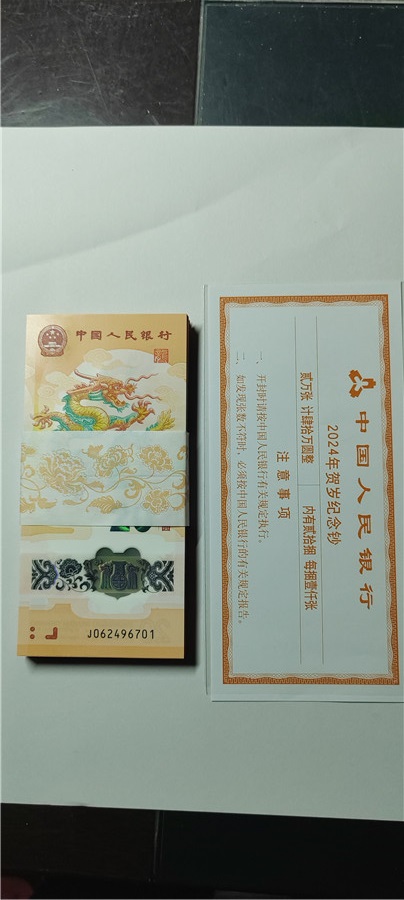 中国人民银行
J062496701
中国人民银行
2024年贺岁纪念钞
贰万张 计肆拾万圆整 内有贰拾捆 每捆壹仟张
注意事项
一、开封时请按中国人民银行有关规定执行。
二、如发现张数不符时，必须按中国人民银行的有关规定报告。